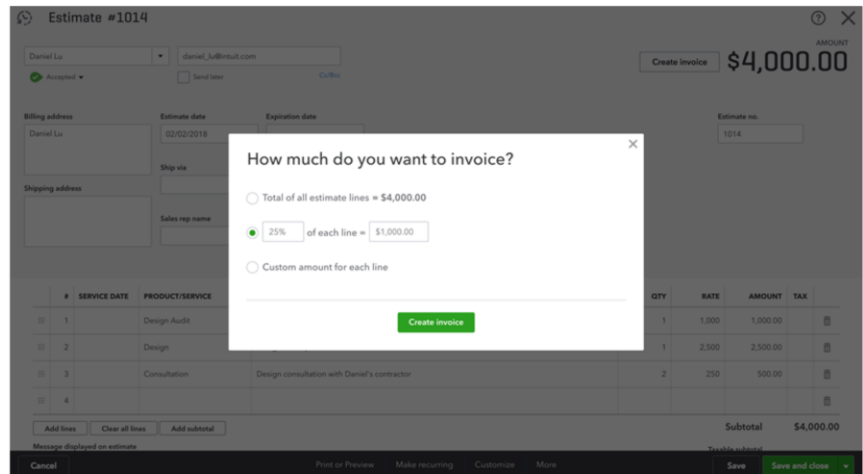 Estimate #1014
AMOUNT
Daniel Lu
daniel_lu@intuit.com
Create invoice
$4,000.00
Accepted
Send later
Cc/Bcc
Billing address
Estimate date
Expiration date
Estimate no.
Daniel Lu
02/02/2018
1014
How much do you want to invoice?
Ship via
Shipping address
Total of all estimate lines = $4,000.00
Sales rep name
25% of each line = $1,000.00
Custom amount for each line
# SERVICE DATE PRODUCT/SERVICE QTY RATE AMOUNT TAX
Create invoice
1 Design Audit 1 1,000 1,000.00
2 Design 1 2,500 2,500.00
3 Consultation Design consultation with Daniel's contractor 2 250 500.00
4
Add lines Clear all lines Add subtotal
Subtotal $4,000.00
Message displayed on estimate
Taxable subtotal
Cancel Print or Preview Make recurring Customize More Save Save and close